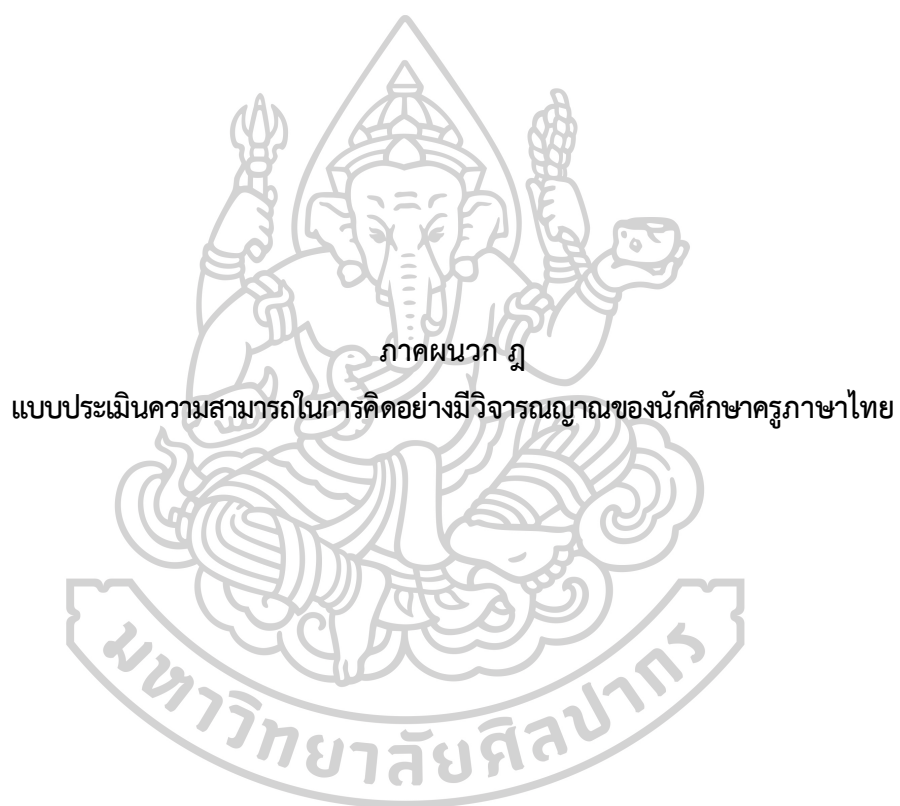 ภาคผนวก ฎ
แบบประเมินความสามารถในการคิดอย่างมีวิจารณญาณของนักศึกษาครูภาษาไทย
มหาวิทยาลัยศิลปากร